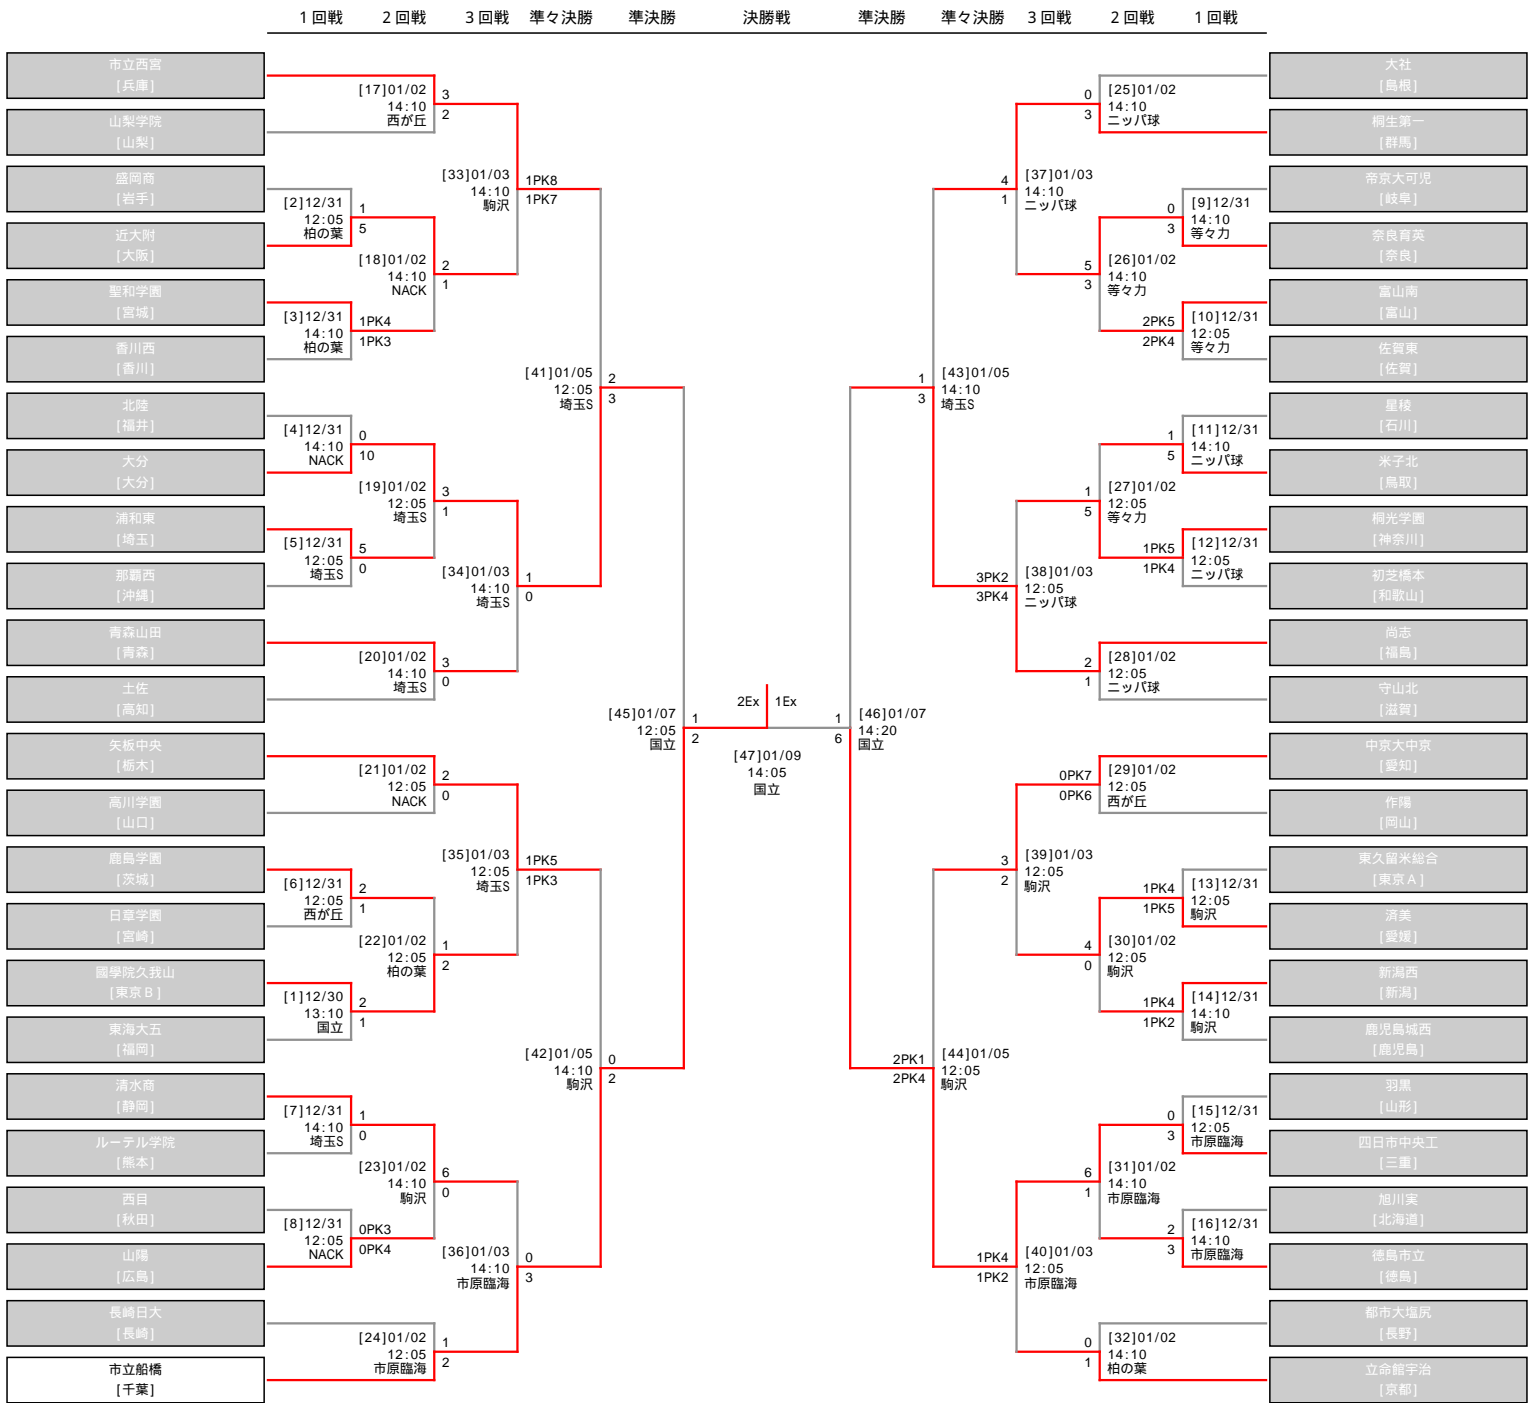 1回戦 2回戦 3回戦 準々決勝 準決勝 決勝戦 準決勝 準々決勝 3回戦 2回戦 1回戦
市立西宮
[兵庫]
山梨学院
[山梨]
盛岡商
[岩手]
近大附
[大阪]
聖和学園
[宮城]
香川西
[香川]
北陸
[福井]
大分
[大分]
浦和東
[埼玉]
那覇西
[沖縄]
青森山田
[青森]
土佐
[高知]
矢板中央
[栃木]
高川学園
[山口]
鹿島学園
[茨城]
日章学園
[宮崎]
國學院久我山
[東京B]
東海大五
[福岡]
清水商
[静岡]
ルーテル学院
[熊本]
西目
[秋田]
山陽
[広島]
長崎日大
[長崎]
市立船橋
[千葉]
[2]12/31
12:05
柏の葉
1
5
[3]12/31
14:10
柏の葉
1PK4
1PK3
[4]12/31
14:10
NACK
0
10
[5]12/31
12:05
埼玉S
5
0
[6]12/31
12:05
西が丘
2
1
[1]12/30
13:10
国立
2
1
[7]12/31
14:10
埼玉S
1
0
[8]12/31
12:05
NACK
0PK3
0PK4
[17]01/02
14:10
西が丘
3
2
[18]01/02
14:10
NACK
2
1
[19]01/02
12:05
埼玉S
3
1
[20]01/02
14:10
埼玉S
3
0
[21]01/02
12:05
NACK
2
0
[22]01/02
12:05
柏の葉
1
2
[23]01/02
14:10
駒沢
6
0
[24]01/02
12:05
市原臨海
1
2
[33]01/03
14:10
駒沢
1PK8
1PK7
[34]01/03
14:10
埼玉S
1
0
[35]01/03
12:05
埼玉S
1PK5
1PK3
[36]01/03
14:10
市原臨海
0
3
[41]01/05
12:05
埼玉S
2
3
[42]01/05
14:10
駒沢
0
2
[45]01/07
12:05
国立
1
2
2Ex 1Ex
[47]01/09
14:05
国立
1
6
[46]01/07
14:20
国立
1
3
[43]01/05
14:10
埼玉S
2PK1
2PK4
[44]01/05
12:05
駒沢
4
1
[37]01/03
14:10
ニッパ球
3PK2
3PK4
[38]01/03
12:05
ニッパ球
3
2
[39]01/03
12:05
駒沢
1PK4
1PK2
[40]01/03
12:05
市原臨海
0
3
[25]01/02
14:10
ニッパ球
5
3
[26]01/02
14:10
等々力
1
5
[27]01/02
12:05
等々力
2
1
[28]01/02
12:05
ニッパ球
0PK7
0PK6
[29]01/02
12:05
西が丘
4
0
[30]01/02
12:05
駒沢
6
1
[31]01/02
14:10
市原臨海
0
1
[32]01/02
14:10
柏の葉
0
3
[9]12/31
14:10
等々力
2PK5
2PK4
[10]12/31
12:05
等々力
1
5
[11]12/31
14:10
ニッパ球
1PK5
1PK4
[12]12/31
12:05
ニッパ球
1PK4
1PK5
[13]12/31
12:05
駒沢
1PK4
1PK2
[14]12/31
14:10
駒沢
0
3
[15]12/31
12:05
市原臨海
2
3
[16]12/31
14:10
市原臨海
大社
[島根]
桐生第一
[群馬]
帝京大可児
[岐阜]
奈良育英
[奈良]
富山南
[富山]
佐賀東
[佐賀]
星稜
[石川]
米子北
[鳥取]
桐光学園
[神奈川]
初芝橋本
[和歌山]
尚志
[福島]
守山北
[滋賀]
中京大中京
[愛知]
作陽
[岡山]
東久留米総合
[東京A]
済美
[愛媛]
新潟西
[新潟]
鹿児島城西
[鹿児島]
羽黒
[山形]
四日市中央工
[三重]
旭川実
[北海道]
徳島市立
[徳島]
都市大塩尻
[長野]
立命館宇治
[京都]